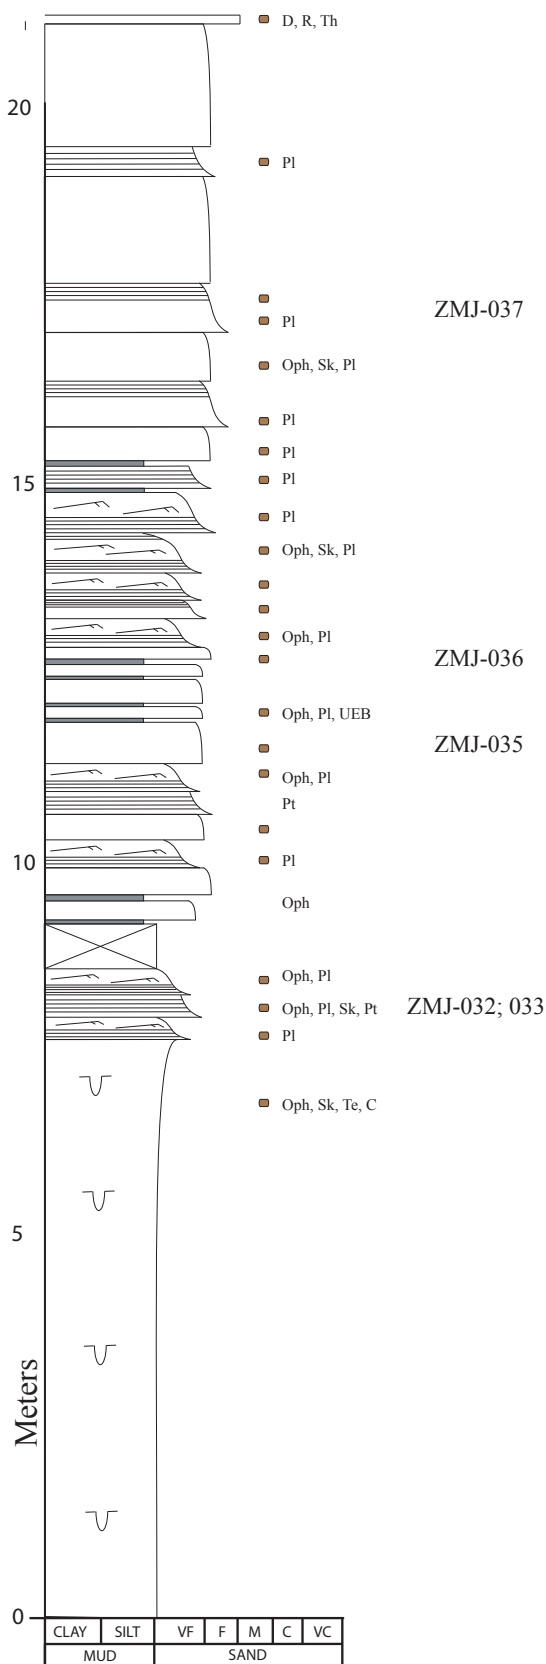 D, R, Th
20
Pl
ZMJ-037
Pl
Oph, Sk, Pl
Pl
Pl
15
Pl
Pl
Oph, Sk, Pl
Oph, Pl
ZMJ-036
Oph, Pl, UEB
ZMJ-035
Oph, Pl
Pt
10
Pl
Oph
Oph, Pl
Oph, Pl, Sk, Pt
ZMJ-032; 033
Pl
Oph, Sk, Te, C
5
Meters
0
CLAY SILT VF F M C VC
MUD SAND